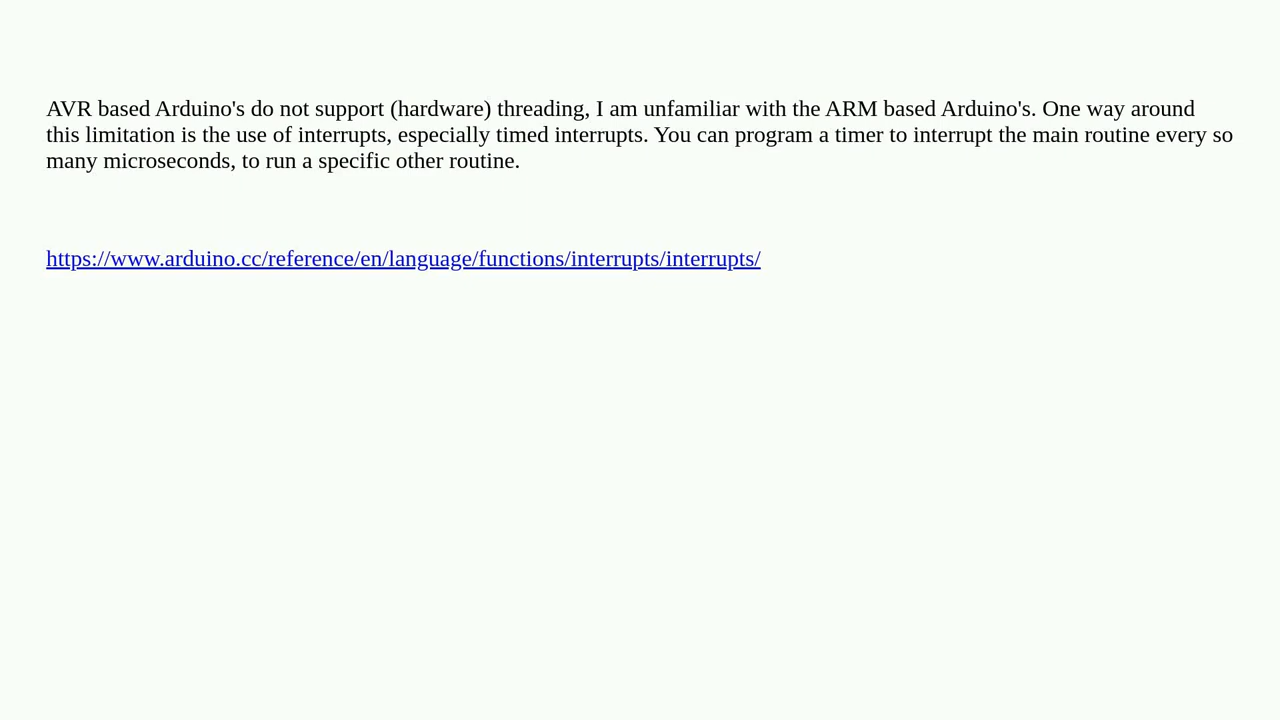 AVR based Arduino's do not support (hardware) threading, I am unfamiliar with the ARM based Arduino's. One way around
this limitation is the use of interrupts, especially timed interrupts. You can program a timer to interrupt the main routine every so
many microseconds, to run a specific other routine.
https://www.arduino.cc/reference/en/language/functions/interrupts/interrupts/